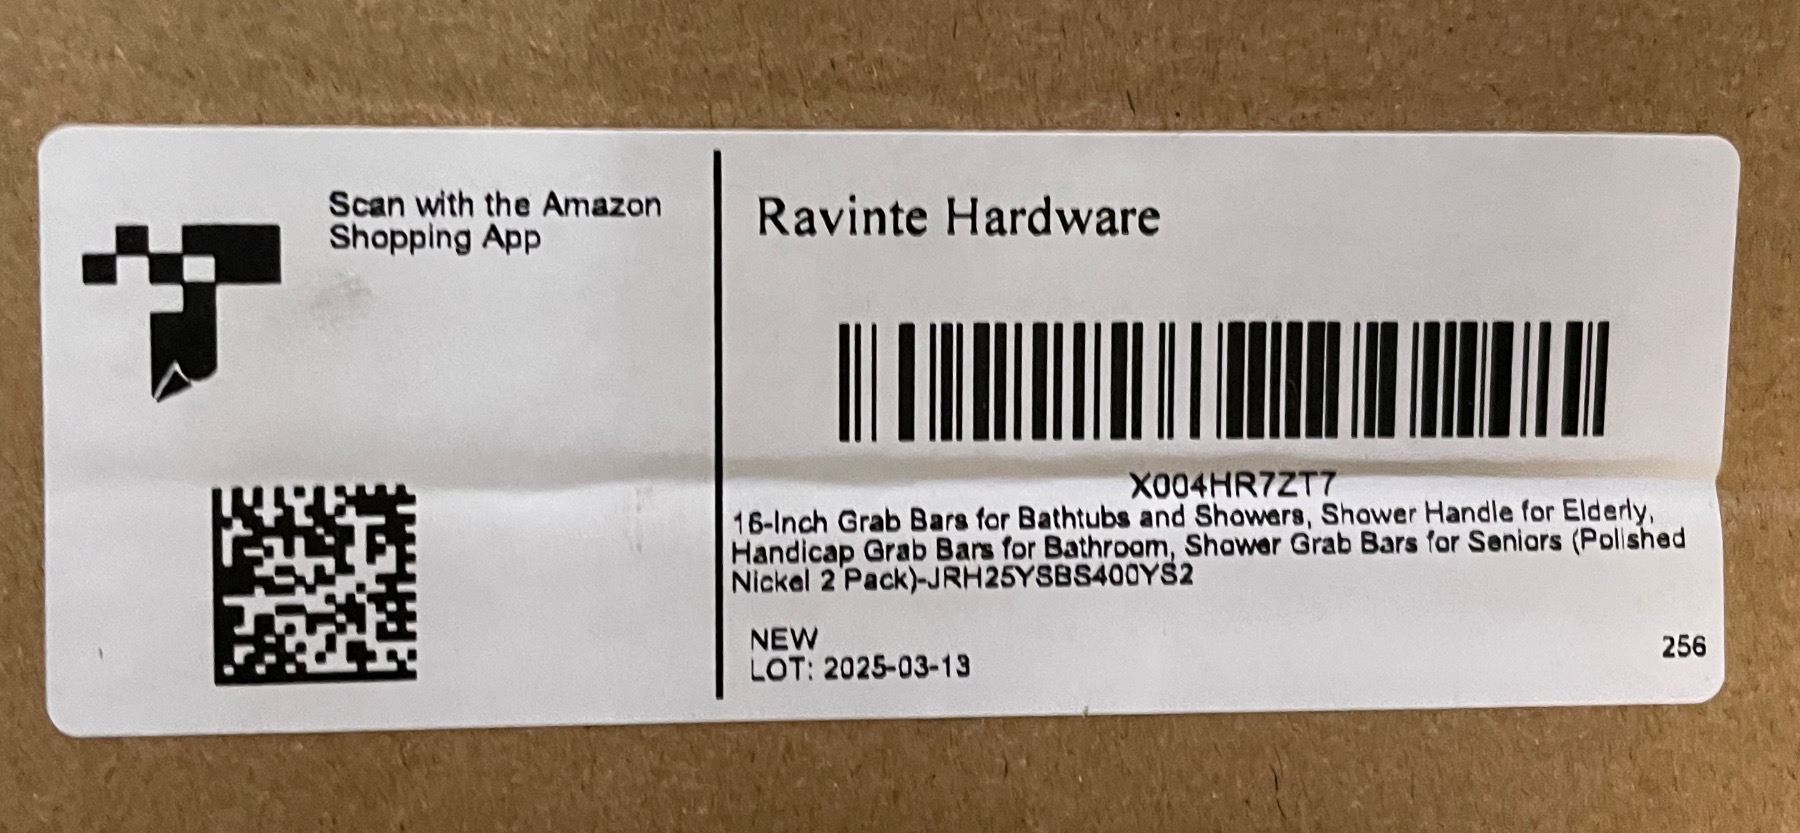 Scan with the Amazon
Shopping App
Ravinte Hardware
X004HR7ZT7
16-Inch Grab Bars for Bathtubs and Showers, Shower Handle for Elderly,
Handicap Grab Bars for Bathroom, Shower Grab Bars for Seniors (Polished
Nickel 2 Pack)-JRH25YSBS400YS2
NEW
LOT: 2025-03-13
256